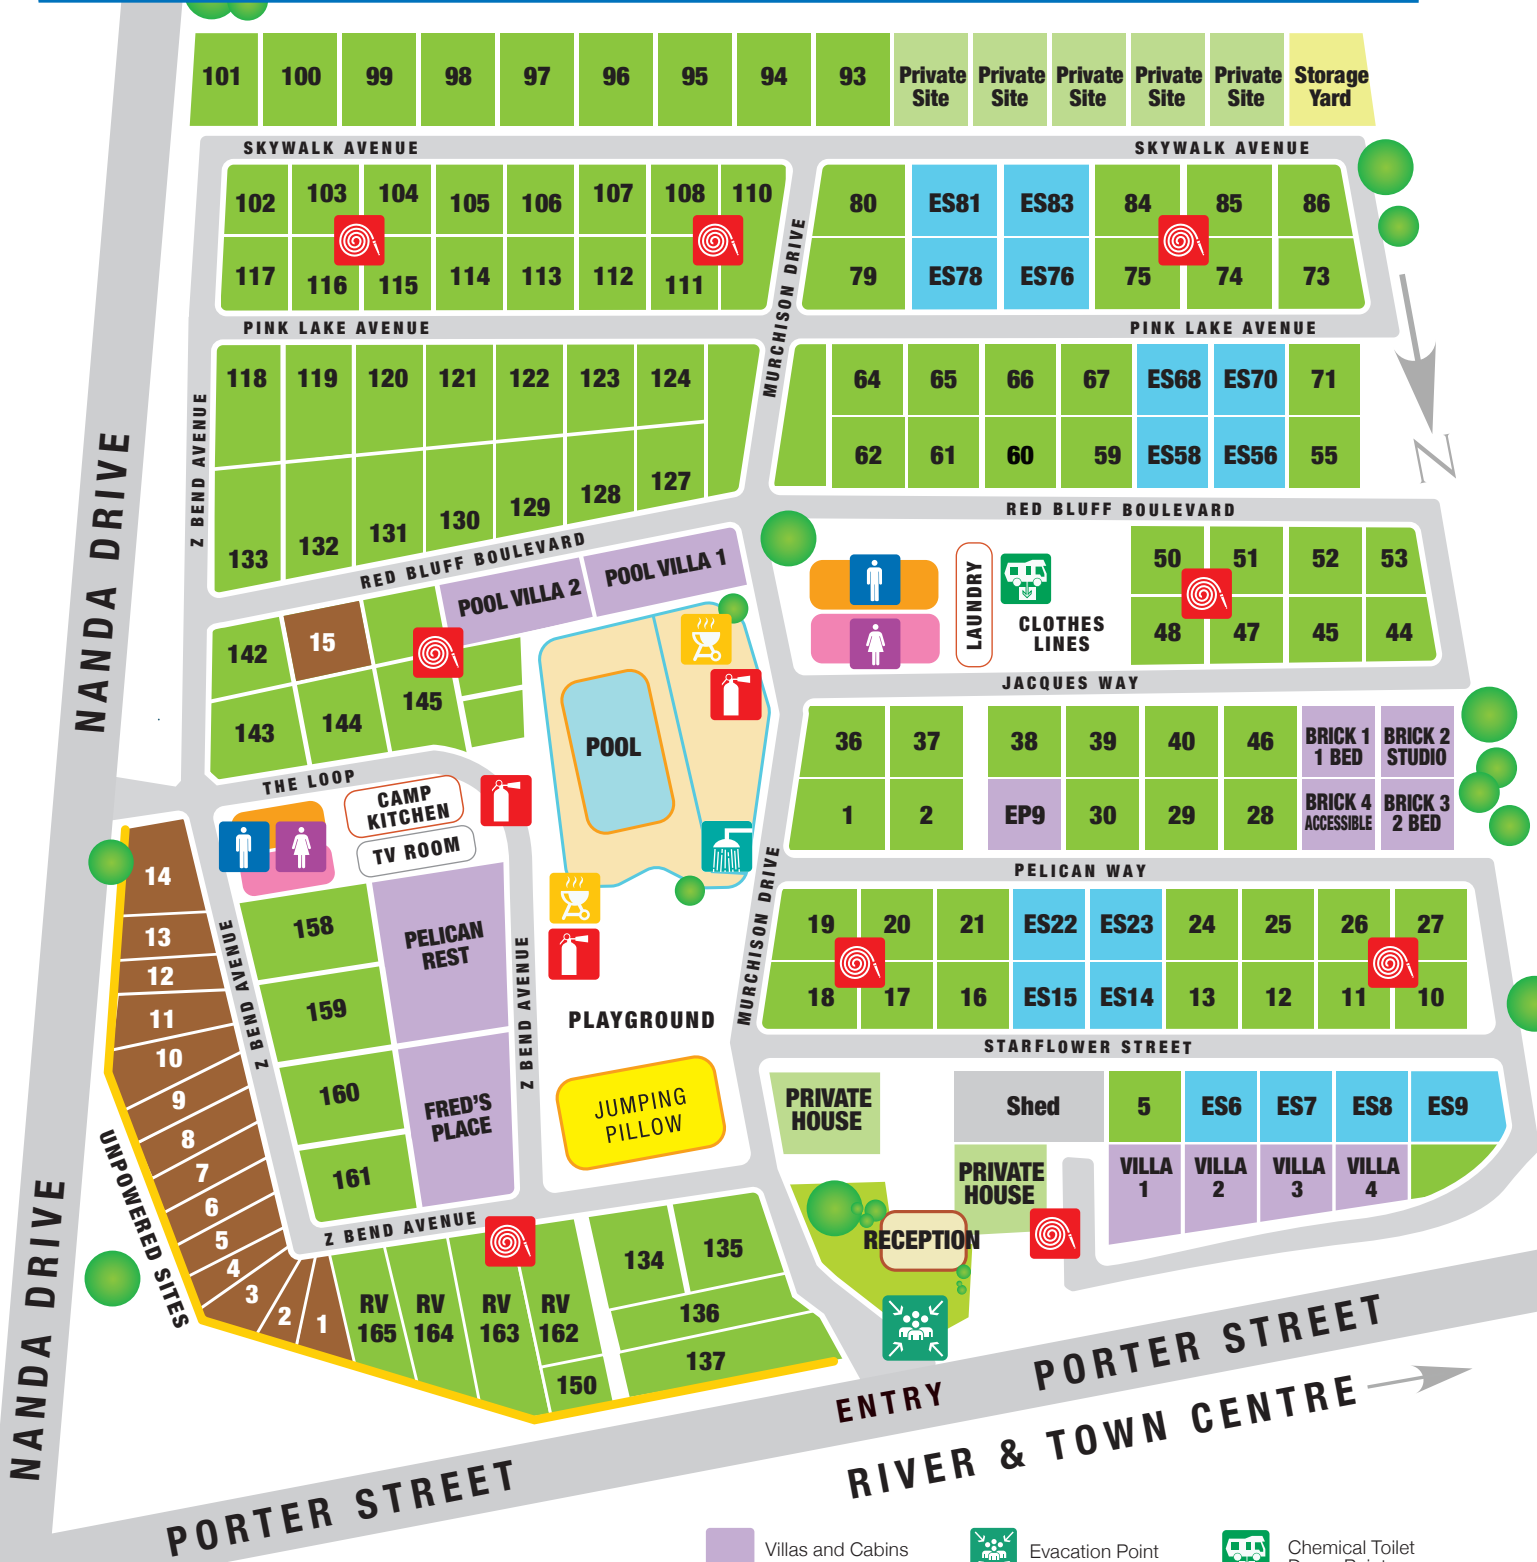 101 100 99 98 97 96 95 94 93
Private Site
Private Site
Private Site
Private Site
Private Site
Storage Yard
SKYWALK AVENUE
SKYWALK AVENUE
102 103 104 105 106 107 108 110
80 ES81 ES83 84 85 86
117 116 115 114 113 112 111
79 ES78 ES76 75 74 73
MURCHISON DRIVE
PINK LAKE AVENUE
PINK LAKE AVENUE
118 119 120 121 122 123 124
64 65 66 67 ES68 ES70 71
Z BEND AVENUE
133 132 131 130 129 128 127
62 61 60 59 ES58 ES56 55
N
NANDA DRIVE
RED BLUFF BOULEVARD
RED BLUFF BOULEVARD
POOL VILLA 2
POOL VILLA 1
LAUNDRY
CLOTHES
LINES
50 51 52 53
48 47 45 44
142 15
143 144 145
JACQUES WAY
POOL
THE LOOP
CAMP
KITCHEN
TV ROOM
36 37 38 39 40 46
BRICK 1
1 BED
BRICK 2
STUDIO
1 2 EP9 30 29 28
BRICK 4
ACCESSIBLE
BRICK 3
2 BED
PELICAN WAY
MURCHISON DRIVE
19 20 21 ES22 ES23 24 25 26 27
18 17 16 ES15 ES14 13 12 11 10
STARFLOWER STREET
14
13
12
11
10
9
8
7
6
5
4
3
2
1
UNPOWERED SITES
Z BEND AVENUE
158
159
160
161
PELICAN
REST
FRED'S
PLACE
Z BEND AVENUE
PLAYGROUND
JUMPING
PILLOW
PRIVATE
HOUSE
Shed
5 ES6 ES7 ES8 ES9
PRIVATE
HOUSE
VILLA
1
VILLA
2
VILLA
3
VILLA
4
RECEPTION
Z BEND AVENUE
NANDA DRIVE
RV
165
RV
164
RV
163
RV
162
150
134 135
136
137
ENTRY
PORTER STREET
RIVER & TOWN CENTRE
PORTER STREET
Villas and Cabins
Evacation Point
Chemical Toilet